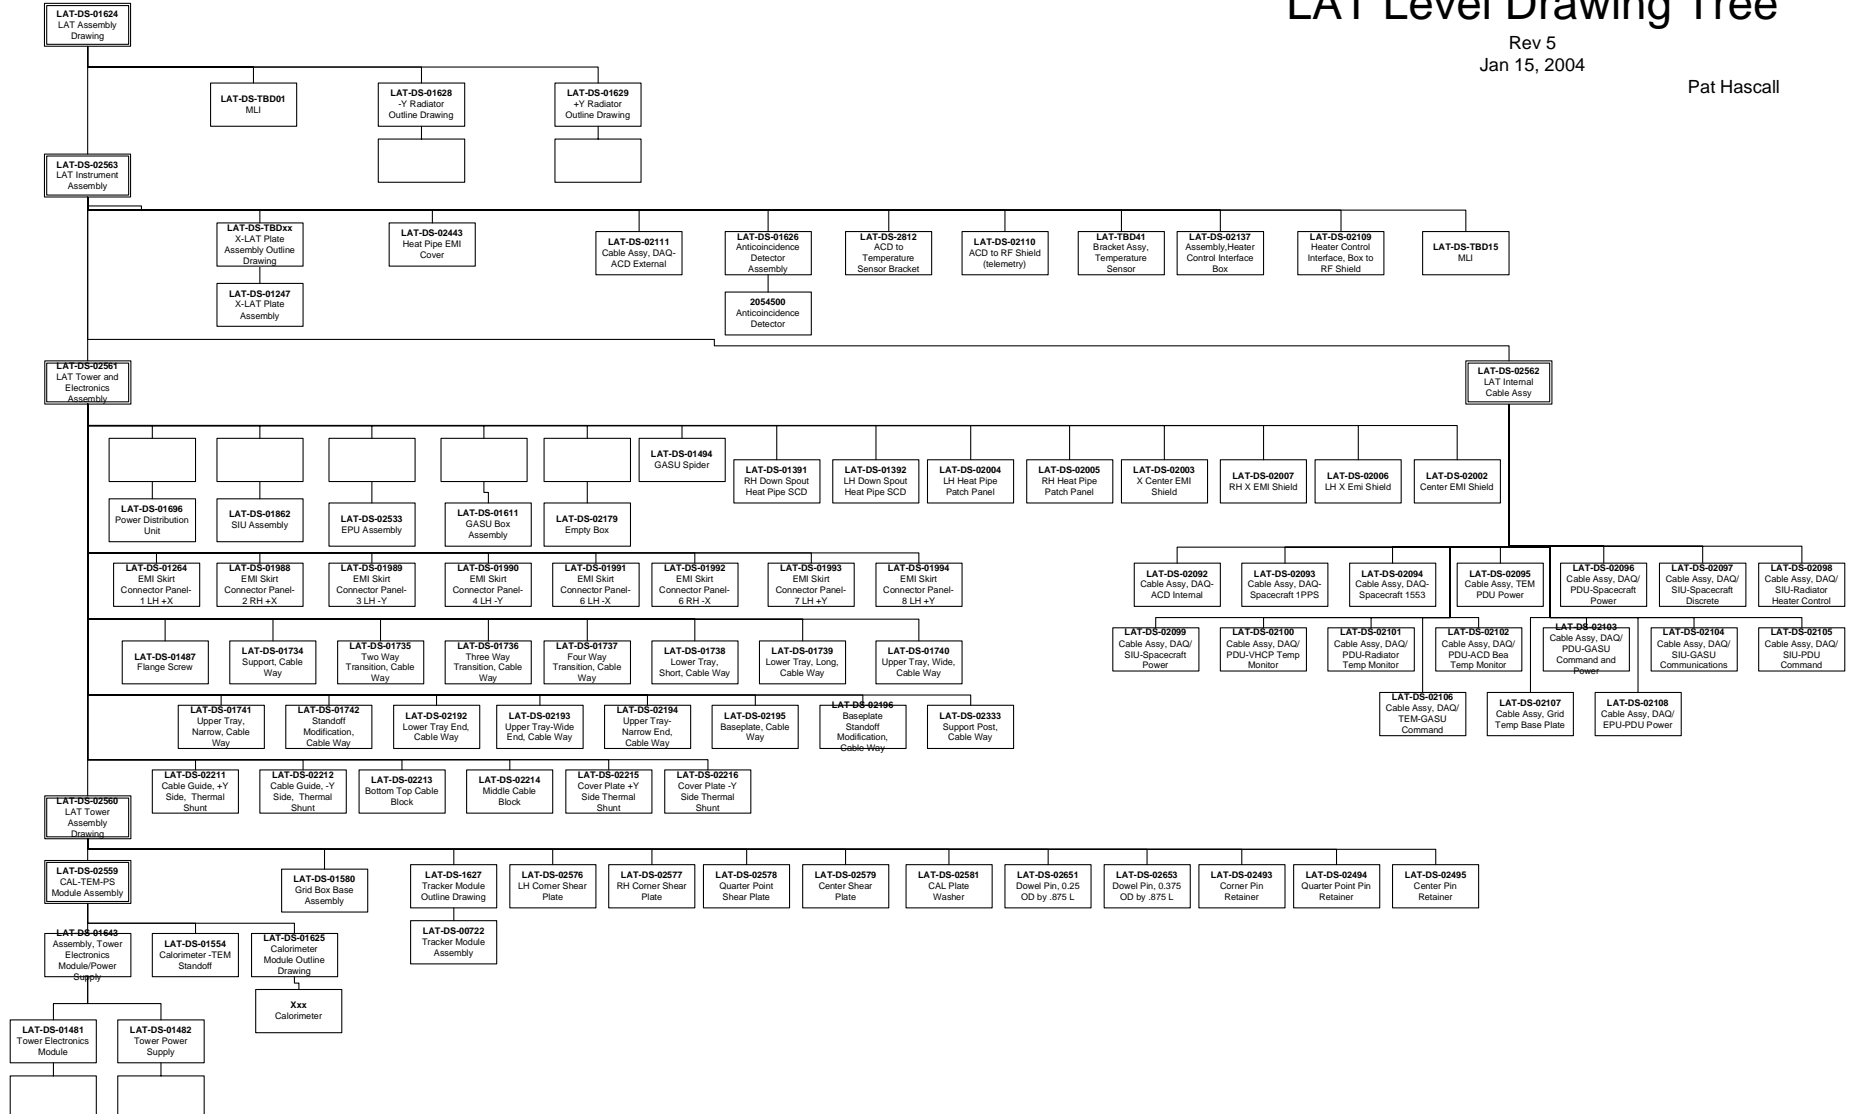 LAT Level Drawing Tree
Rev 5
Jan 15, 2004
Pat Hascall
LAT-DS-01624
LAT Assembly
Drawing
LAT-DS-TBD01
MLI
LAT-DS-01628
-Y Radiator
Outline Drawing
LAT-DS-01629
+Y Radiator
Outline Drawing
LAT-DS-02563
LAT Instrument
Assembly
LAT-DS-TBDxx
X-LAT Plate
Assembly Outline
Drawing
LAT-DS-01247
X-LAT Plate
Assembly
LAT-DS-02443
Heat Pipe EMI
Cover
LAT-DS-02111
Cable Assy, DAQ-
ACD External
LAT-DS-01626
Anticoincidence
Detector
Assembly
2054500
Anticoincidence
Detector
LAT-DS-2812
ACD to
Temperature
Sensor Bracket
LAT-DS-02110
ACD to RF Shield
(telemetry)
LAT-TBD41
Bracket Assy,
Temperature
Sensor
LAT-DS-02137
Assembly,Heater
Control Interface
Box
LAT-DS-02109
Heater Control
Interface, Box to
RF Shield
LAT-DS-TBD15
MLI
LAT-DS-02561
LAT Tower and
Electronics
Assembly
LAT-DS-02562
LAT Internal
Cable Assy
LAT-DS-01696
Power Distribution
Unit
LAT-DS-01862
SIU Assembly
LAT-DS-02533
EPU Assembly
LAT-DS-01611
GASU Box
Assembly
LAT-DS-02179
Empty Box
LAT-DS-01494
GASU Spider
LAT-DS-01391
RH Down Spout
Heat Pipe SCD
LAT-DS-01392
LH Down Spout
Heat Pipe SCD
LAT-DS-02004
LH Heat Pipe
Patch Panel
LAT-DS-02005
RH Heat Pipe
Patch Panel
LAT-DS-02003
X Center EMI
Shield
LAT-DS-02007
RH X EMI Shield
LAT-DS-02006
LH X Emi Shield
LAT-DS-02002
Center EMI Shield
LAT-DS-01264
EMI Skirt
Connector Panel-
1 LH +X
LAT-DS-01988
EMI Skirt
Connector Panel-
2 RH +X
LAT-DS-01989
EMI Skirt
Connector Panel-
3 LH -Y
LAT-DS-01990
EMI Skirt
Connector Panel-
4 LH -Y
LAT-DS-01991
EMI Skirt
Connector Panel-
6 LH -X
LAT-DS-01992
EMI Skirt
Connector Panel-
6 RH -X
LAT-DS-01993
EMI Skirt
Connector Panel-
7 LH +Y
LAT-DS-01994
EMI Skirt
Connector Panel-
8 LH +Y
LAT-DS-02092
Cable Assy, DAQ-
ACD Internal
LAT-DS-02093
Cable Assy, DAQ-
Spacecraft 1PPS
LAT-DS-02094
Cable Assy, DAQ-
Spacecraft 1553
LAT-DS-02095
Cable Assy, TEM
PDU Power
LAT-DS-02096
Cable Assy, DAQ/
PDU-Spacecraft
Power
LAT-DS-02097
Cable Assy, DAQ/
SIU-Spacecraft
Discrete
LAT-DS-02098
Cable Assy, DAQ/
SIU-Radiator
Heater Control
LAT-DS-01487
Flange Screw
LAT-DS-01734
Support, Cable
Way
LAT-DS-01735
Two Way
Transition, Cable
Way
LAT-DS-01736
Three Way
Transition, Cable
Way
LAT-DS-01737
Four Way
Transition, Cable
Way
LAT-DS-01738
Lower Tray,
Short, Cable Way
LAT-DS-01739
Lower Tray, Long,
Cable Way
LAT-DS-01740
Upper Tray, Wide,
Cable Way
LAT-DS-02099
Cable Assy, DAQ/
SIU-Spacecraft
Power
LAT-DS-02100
Cable Assy, DAQ/
PDU-VHCP Temp
Monitor
LAT-DS-02101
Cable Assy, DAQ/
PDU-Radiator
Temp Monitor
LAT-DS-02102
Cable Assy, DAQ/
PDU-ACD Bea
Temp Monitor
LAT-DS-02103
Cable Assy, DAQ/
PDU-GASU
Command and
Power
LAT-DS-02104
Cable Assy, DAQ/
SIU-GASU
Communications
LAT-DS-02105
Cable Assy, DAQ/
SIU-PDU
Command
LAT-DS-01741
Upper Tray,
Narrow, Cable
Way
LAT-DS-01742
Standoff
Modification,
Cable Way
LAT-DS-02192
Lower Tray End,
Cable Way
LAT-DS-02193
Upper Tray-Wide
End, Cable Way
LAT-DS-02194
Upper Tray-
Narrow End,
Cable Way
LAT-DS-02195
Baseplate, Cable
Way
LAT-DS-02196
Baseplate
Standoff
Modification,
Cable Way
LAT-DS-02333
Support Post,
Cable Way
LAT-DS-02106
Cable Assy, DAQ/
TEM-GASU
Command
LAT-DS-02107
Cable Assy, Grid
Temp Base Plate
LAT-DS-02108
Cable Assy, DAQ/
EPU-PDU Power
LAT-DS-02211
Cable Guide, +Y
Side, Thermal
Shunt
LAT-DS-02212
Cable Guide, -Y
Side, Thermal
Shunt
LAT-DS-02213
Bottom Top Cable
Block
LAT-DS-02214
Middle Cable
Block
LAT-DS-02215
Cover Plate +Y
Side Thermal
Shunt
LAT-DS-02216
Cover Plate -Y
Side Thermal
Shunt
LAT-DS-02560
LAT Tower
Assembly
Drawing
LAT-DS-02559
CAL-TEM-PS
Module Assembly
LAT-DS-01580
Grid Box Base
Assembly
LAT-DS-1627
Tracker Module
Outline Drawing
LAT-DS-00722
Tracker Module
Assembly
LAT-DS-02576
LH Corner Shear
Plate
LAT-DS-02577
RH Corner Shear
Plate
LAT-DS-02578
Quarter Point
Shear Plate
LAT-DS-02579
Center Shear
Plate
LAT-DS-02581
CAL Plate
Washer
LAT-DS-02651
Dowel Pin, 0.25
OD by .875 L
LAT-DS-02653
Dowel Pin, 0.375
OD by .875 L
LAT-DS-02493
Corner Pin
Retainer
LAT-DS-02494
Quarter Point Pin
Retainer
LAT-DS-02495
Center Pin
Retainer
LAT-DS-01643
Assembly, Tower
Electronics
Module/Power
Supply
LAT-DS-01554
Calorimeter -TEM
Standoff
LAT-DS-01625
Calorimeter
Module Outline
Drawing
Xxx
Calorimeter
LAT-DS-01481
Tower Electronics
Module
LAT-DS-01482
Tower Power
Supply